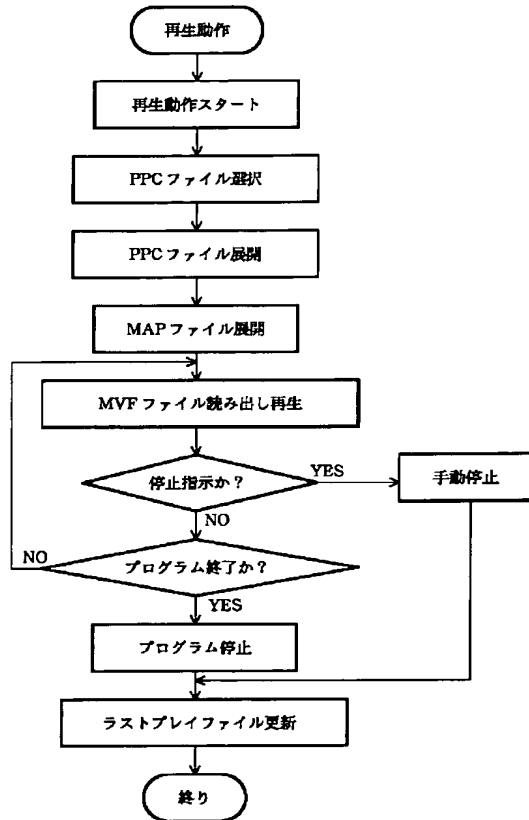 再生動作
再生動作スタート
PPCファイル選択
PPCファイル展開
MAPファイル展開
MVFファイル読み出し再生
停止指示か？
YES
手動停止
NO
NO
プログラム終了か？
YES
プログラム停止
ラストプレイファイル更新
終り